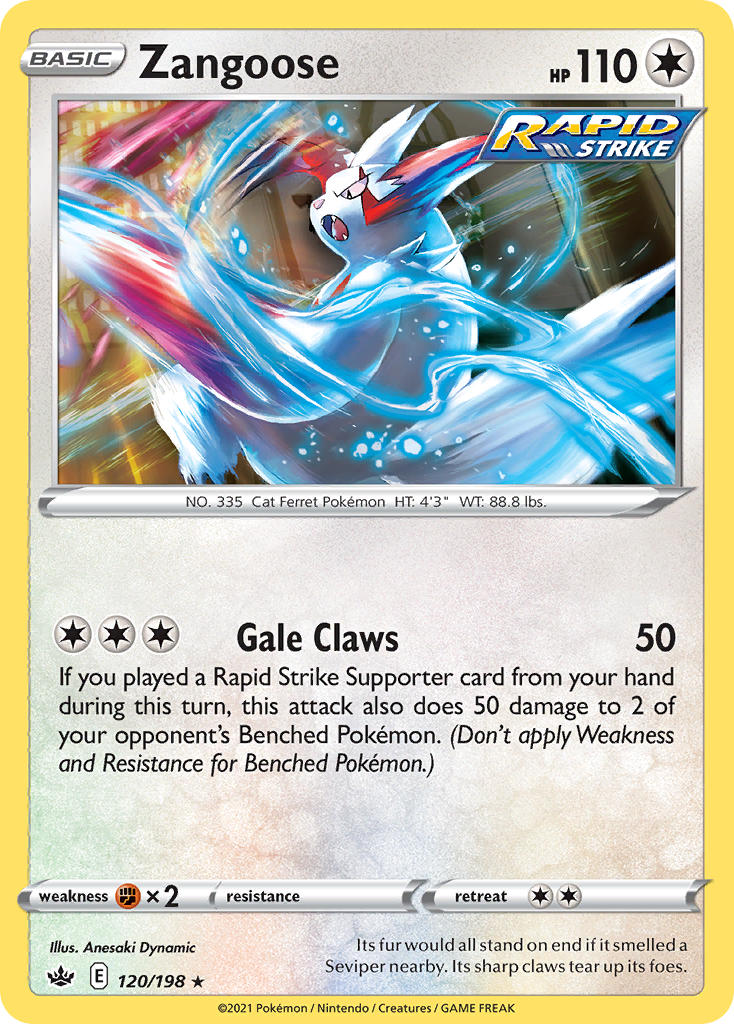 BASIC Zangoose HP 110
RAPID
STRIKE
NO. 335 Cat Ferret Pokémon HT: 4'3" WT: 88.8 lbs.
Gale Claws 50
If you played a Rapid Strike Supporter card from your hand
during this turn, this attack also does 50 damage to 2 of
your opponent's Benched Pokémon. (Don't apply Weakness
and Resistance for Benched Pokémon.)
weakness ×2 resistance retreat
Illus. Anesaki Dynamic
Its fur would all stand on end if it smelled a
Seviper nearby. Its sharp claws tear up its foes.
E 120/198 ★
©2021 Pokémon / Nintendo / Creatures / GAME FREAK